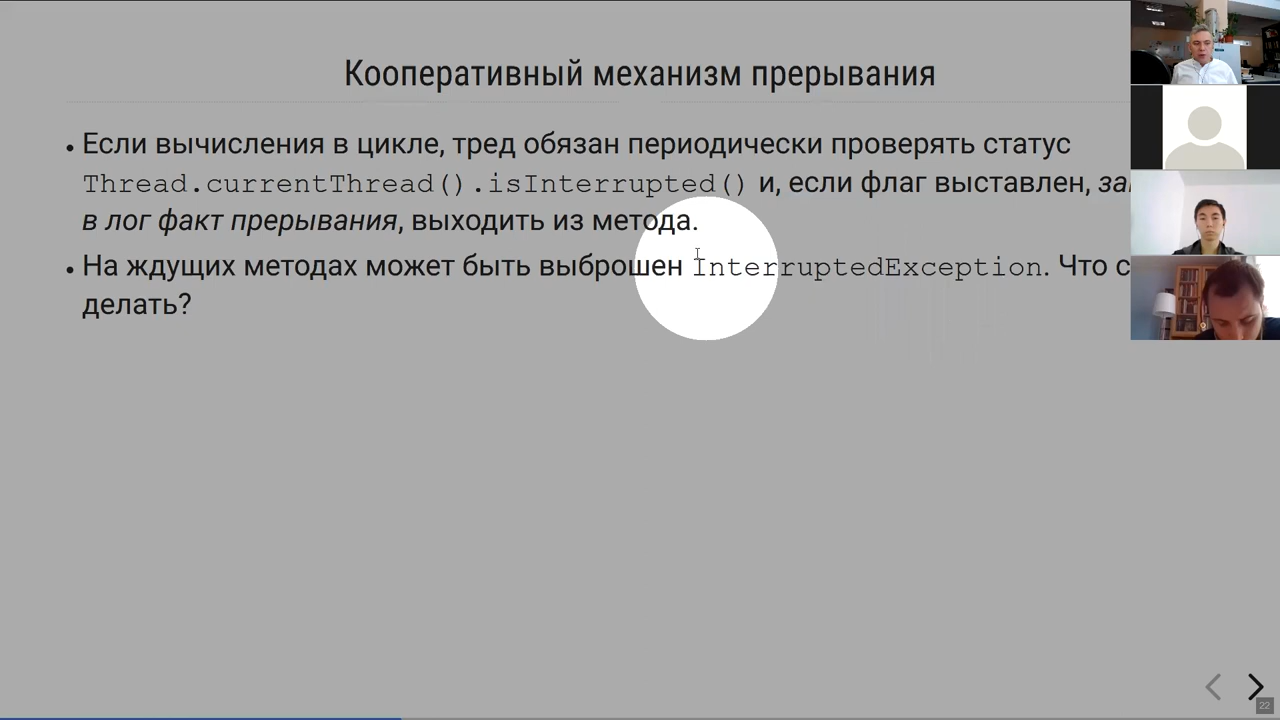 Кооперативный механизм прерывания
• Если вычисления в цикле, тред обязан периодически проверять статус
Thread.currentThread().isInterrupted() и, если флаг выставлен,
в лог факт прерывания, выходить из метода.
• На ждущих методах может быть выброшен InterruptedException. Что
делать?
22